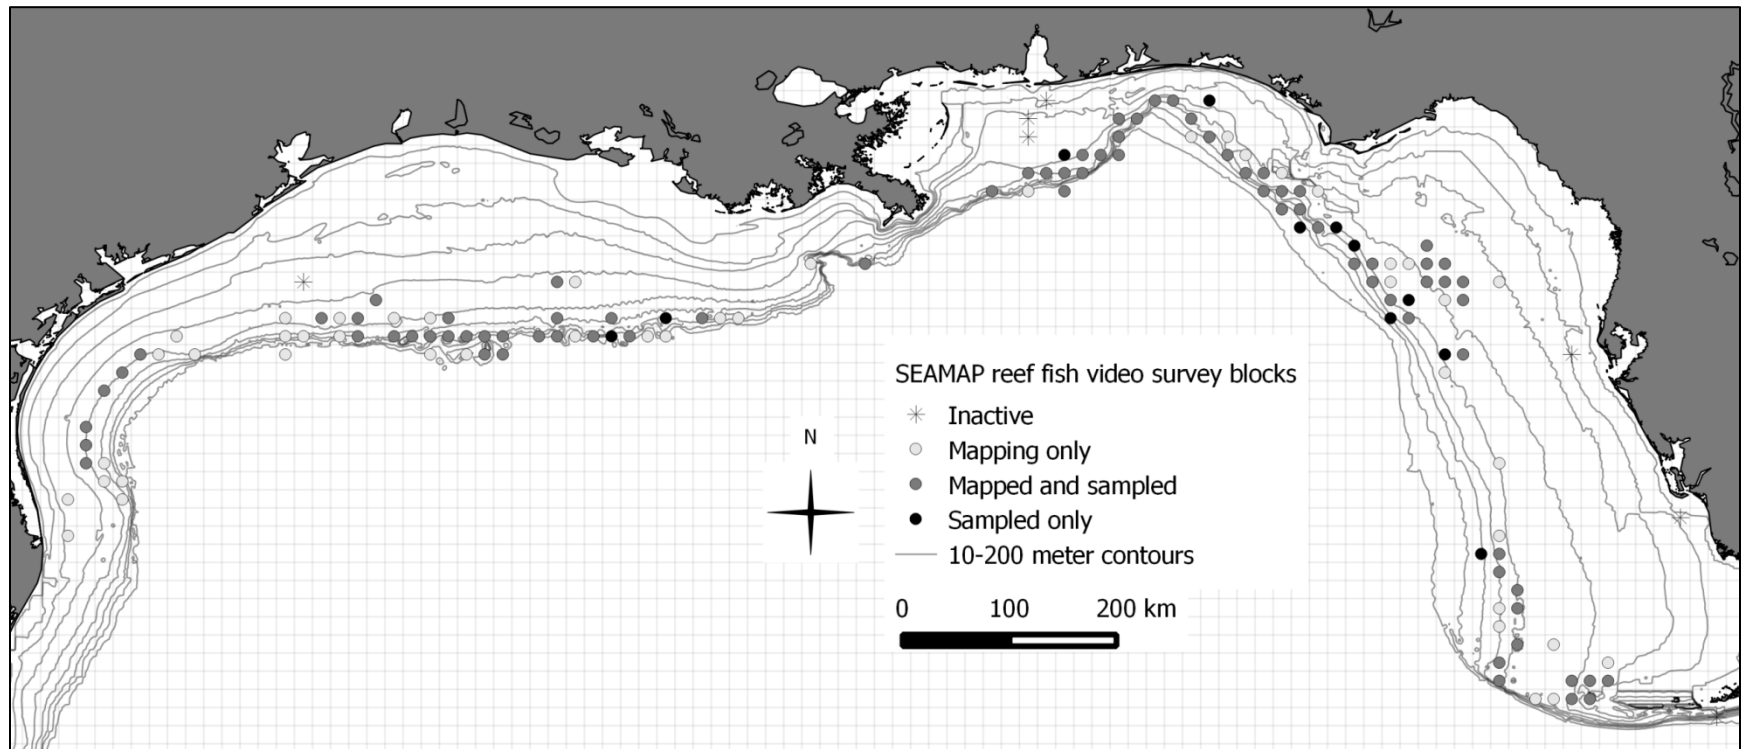 N
SEAMAP reef fish video survey blocks
Inactive
Mapping only
Mapped and sampled
Sampled only
10-200 meter contours
0 100 200 km